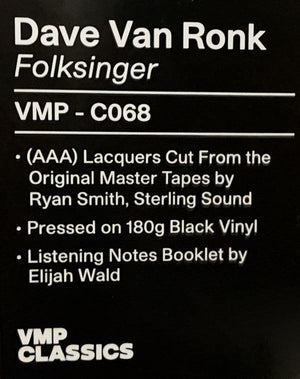 Dave Van Ronk
Folksinger
VMP - C068
• (AAA) Lacquers Cut From the
Original Master Tapes by
Ryan Smith, Sterling Sound
• Pressed on 180g Black Vinyl
• Listening Notes Booklet by
Elijah Wald
VMP
CLASSICS